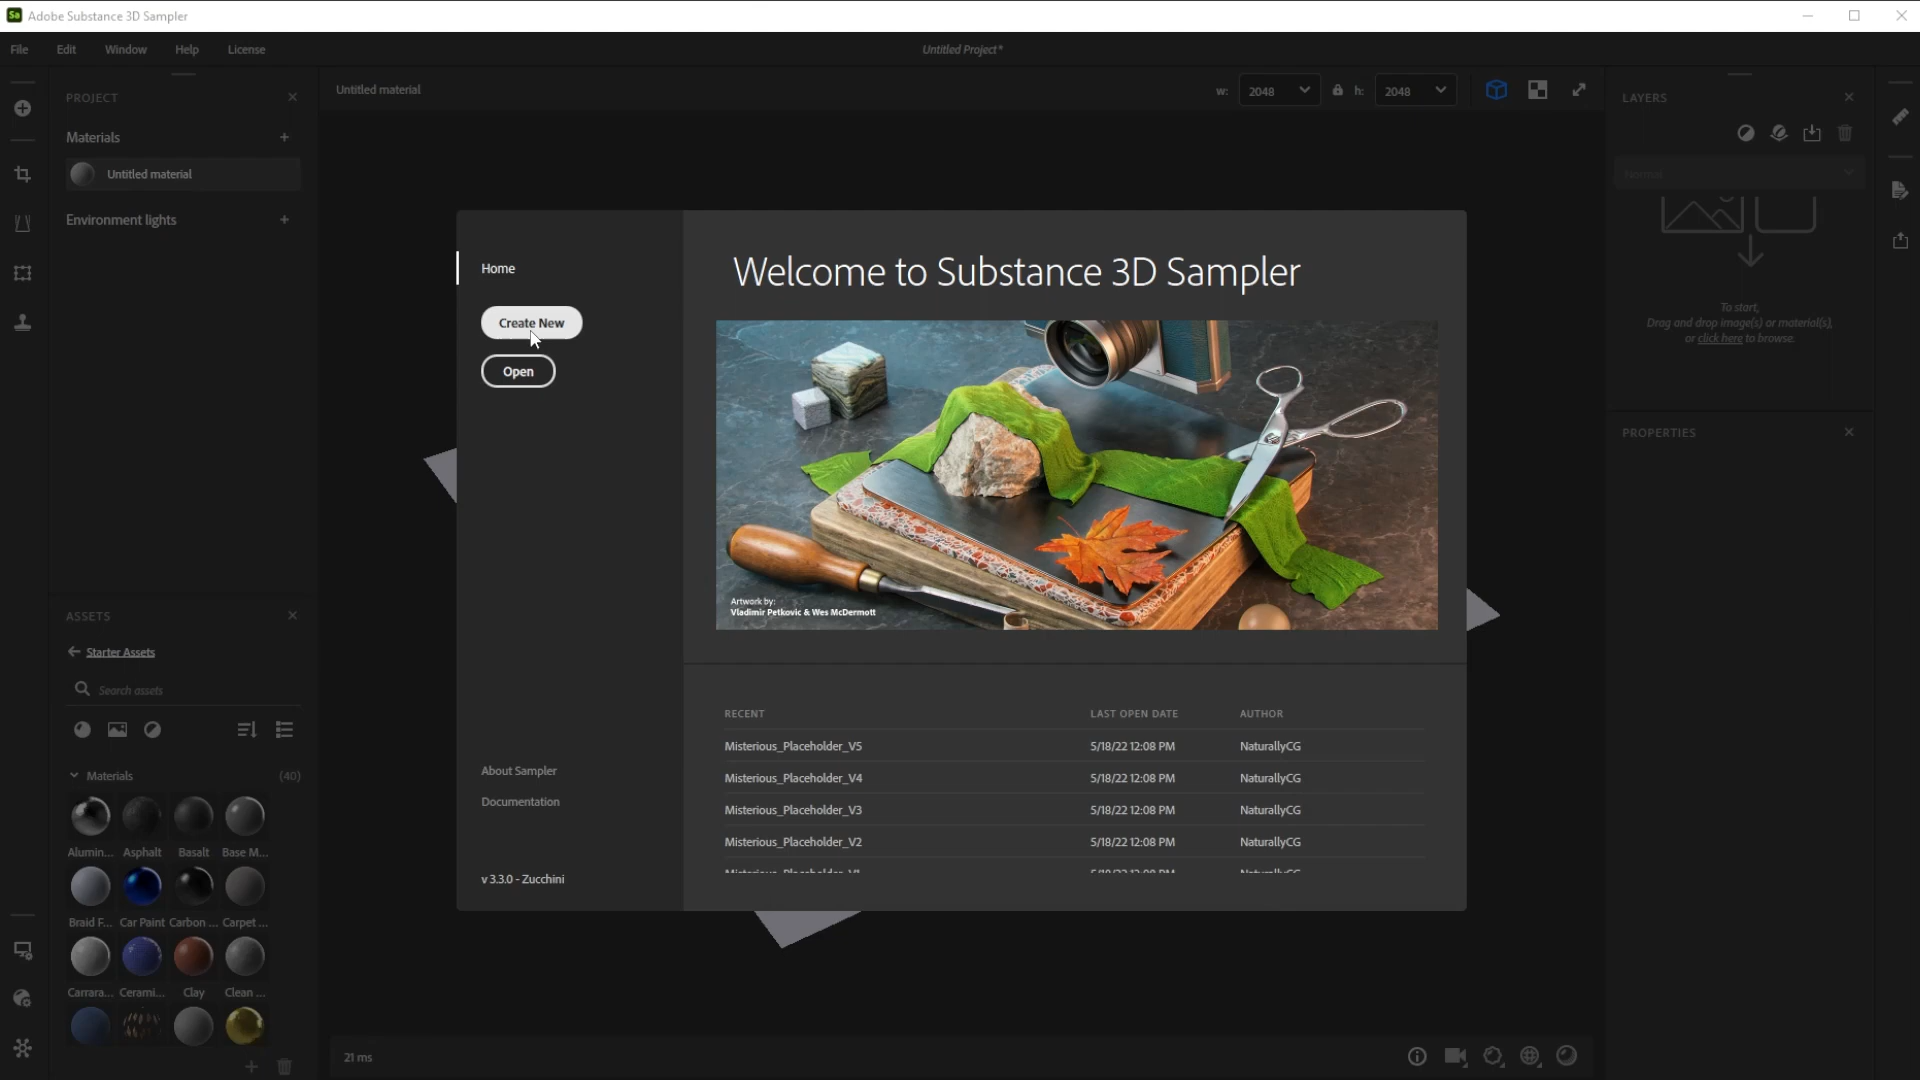 Adobe Substance 3D Sampler
File Edit Window Help License
Untitled Project*
PROJECT
Materials
Untitled material
Environment lights
Untitled material
w: 2048 h: 2048
LAYERS
Normal
To start,
Drag and drop image(s) or material(s),
or click here to browse.
PROPERTIES
Home
Create New
Open
About Sampler
Documentation
v 3.3.0 - Zucchini
Welcome to Substance 3D Sampler
Artwork by:
Vladimir Petkovic & Wes McDermott
RECENT LAST OPEN DATE AUTHOR
Misterious_Placeholder_V5 5/18/22 12:08 PM NaturallyCG
Misterious_Placeholder_V4 5/18/22 12:08 PM NaturallyCG
Misterious_Placeholder_V3 5/18/22 12:08 PM NaturallyCG
Misterious_Placeholder_V2 5/18/22 12:08 PM NaturallyCG
ASSETS
Starter Assets
Search assets
Materials (40)
Alumin... Asphalt Basalt Base M...
Braid F... Car Paint Carbon ... Carpet ...
Carrara... Cerami... Clay Clean ...
21 ms